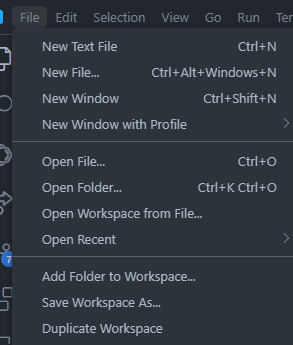 File Edit Selection View Go Run
New Text File Ctrl+N
New File... Ctrl+Alt+Windows+N
New Window Ctrl+Shift+N
New Window with Profile
Open File... Ctrl+O
Open Folder... Ctrl+K Ctrl+O
Open Workspace from File...
Open Recent
7
Add Folder to Workspace...
Save Workspace As...
Duplicate Workspace